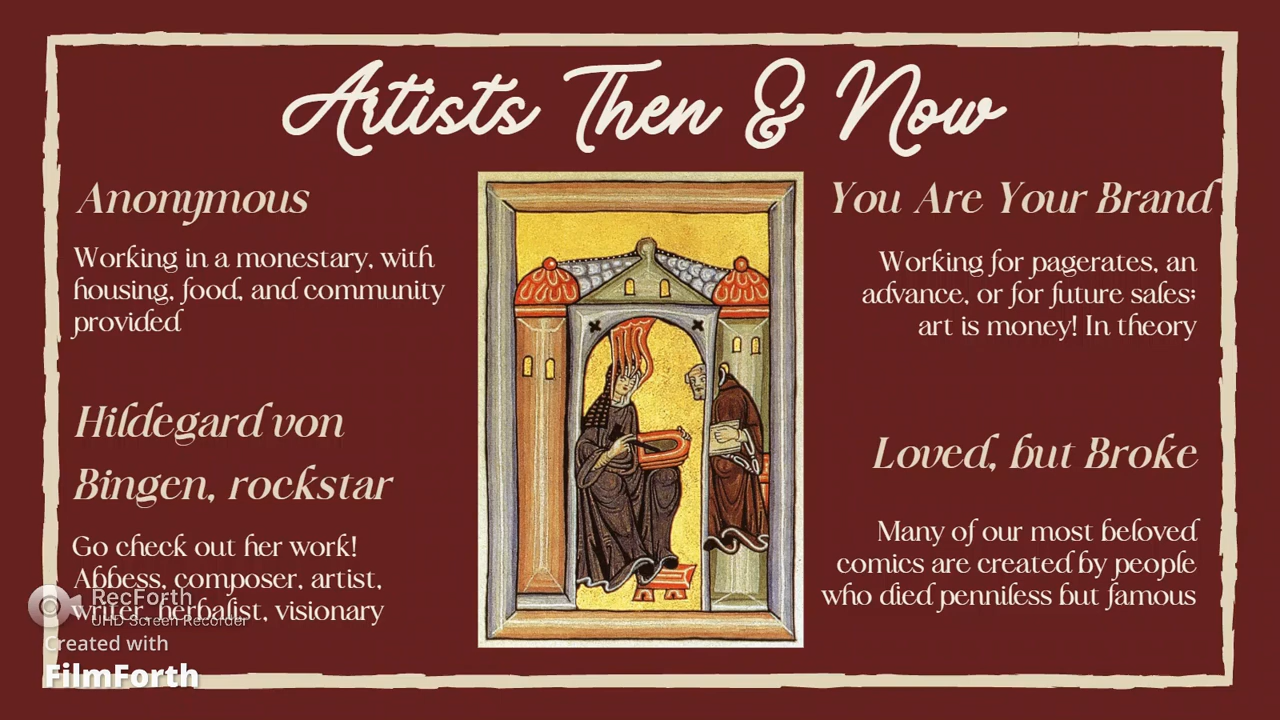 Artists Then & Now
Anonymous
Working in a monestary, with
housing, food, and community
provided
Hildegard von
Bingen, rockstar
Go check out her work!
Abbess, composer, artist,
writer, herbalist, visionary
You Are Your Brand
Working for pagerates, an
advance, or for future sales;
art is money! In theory
Loved, but Broke
Many of our most beloved
comics are created by people
who died penniless but famous
RecForth
UHD Screen Recorder
Created with
FilmForth